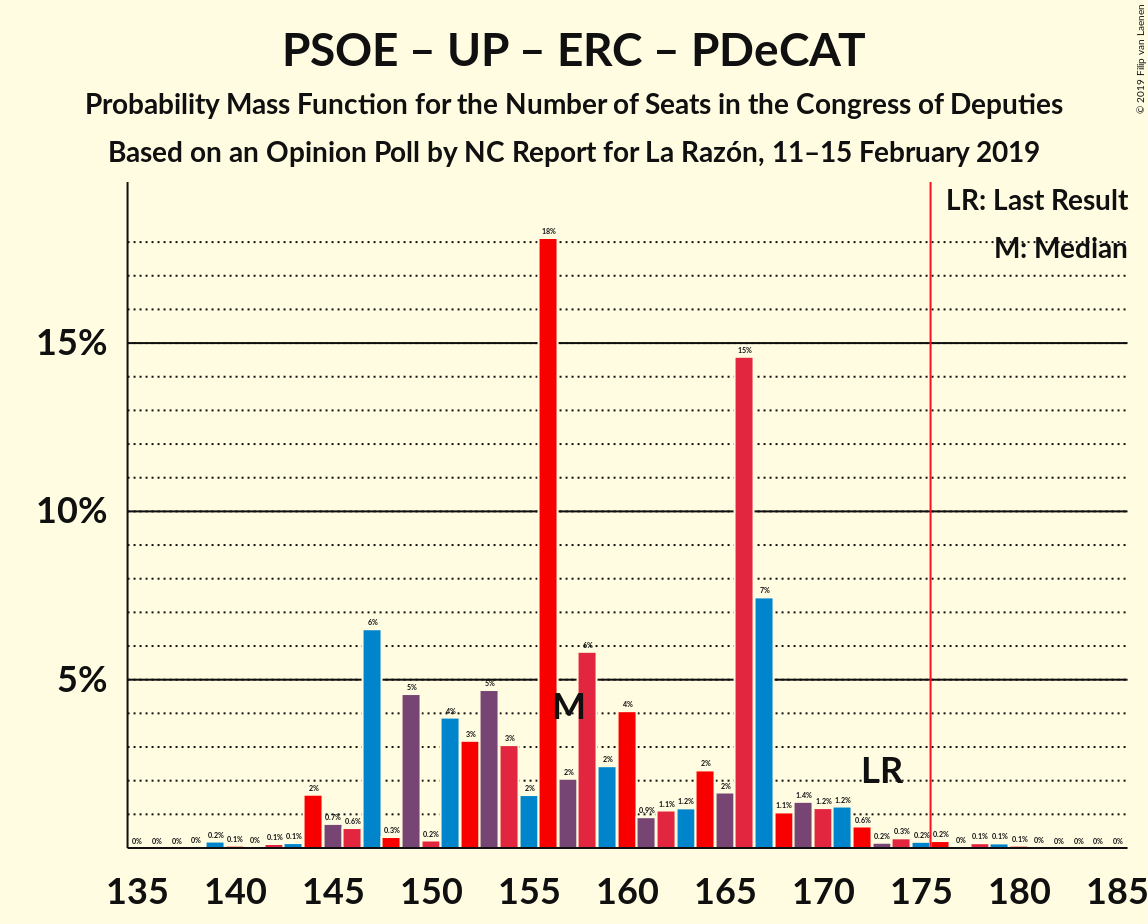 PSOE – UP – ERC – PDeCAT
Probability Mass Function for the Number of Seats in the Congress of Deputies
Based on an Opinion Poll by NC Report for La Razón, 11–15 February 2019
© 2019 Filip van Laenen
LR: Last Result
M: Median
15%
10%
5%
0% 0% 0% 0% 0.2% 0.1% 0% 0.1% 0.1% 2% 0.7% 0.6% 6% 0.3% 5% 0.2% 4% 3% 5% 3% 2% 18% 2% 6% 2% 4% 0.9% 1.1% 1.2% 2% 2% 15% 7% 1.1% 1.4% 1.2% 1.2% 0.6% 0.2% 0.3% 0.2% 0.2% 0% 0.1% 0.1% 0.1% 0% 0% 0% 0% 0%
M
LR
135 140 145 150 155 160 165 170 175 180 185